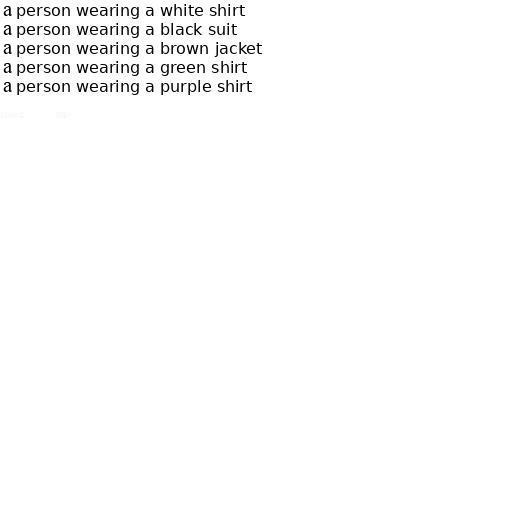 a person wearing a white shirt
a person wearing a black suit
a person wearing a brown jacket
a person wearing a green shirt
a person wearing a purple shirt